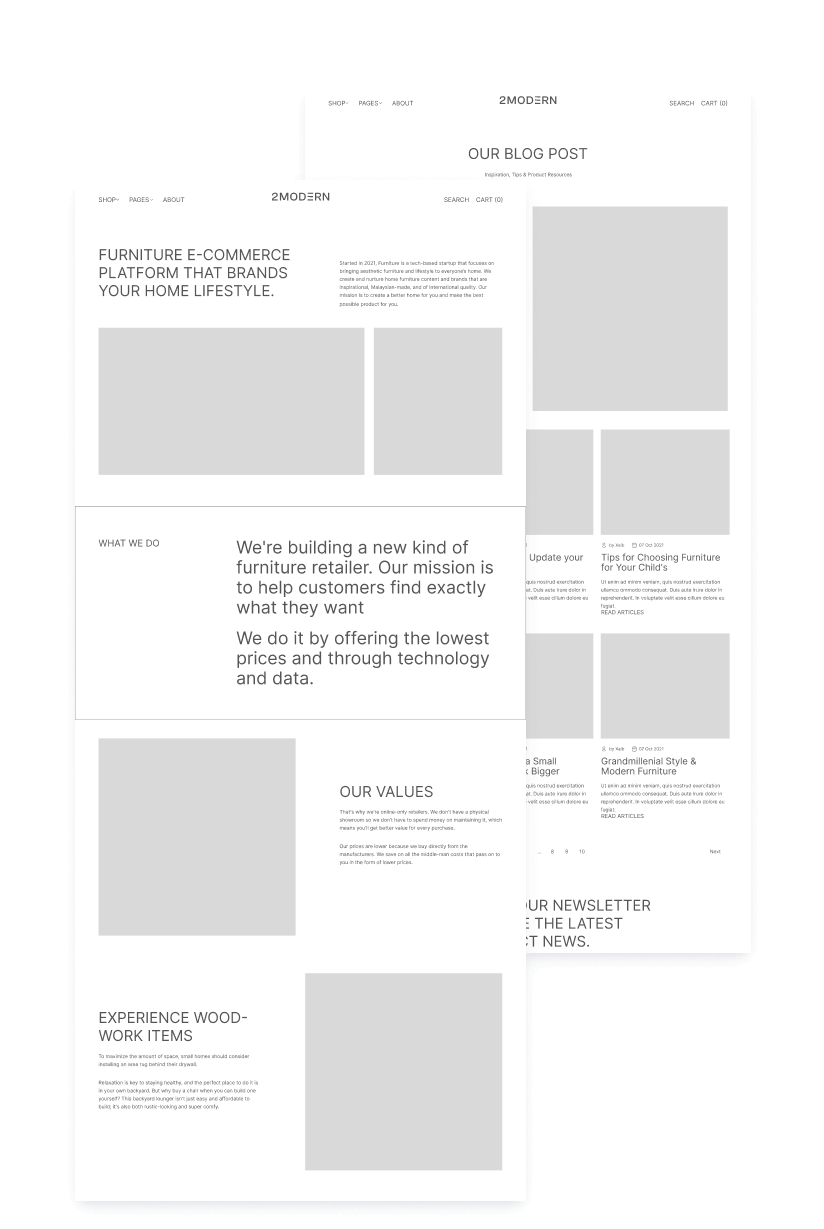 SHOP PAGES ABOUT 2MODERN SEARCH CART (0)
OUR BLOG POST
Inspiration, Tips & Product Resources
SHOP PAGES ABOUT 2MODERN SEARCH CART (0)
FURNITURE E-COMMERCE
PLATFORM THAT BRANDS
YOUR HOME LIFESTYLE.
Started in 2021, Furniture is a tech-based startup that focuses on
bringing aesthetic furniture and lifestyle to everyone's home. We
create and nurture home furniture content and brands that are
inspirational, Malaysian-made, and of international quality. Our
mission is to create a better home for you and make the best
possible product for you.
WHAT WE DO
We're building a new kind of
furniture retailer. Our mission is
to help customers find exactly
what they want
We do it by offering the lowest
prices and through technology
and data.
OUR VALUES
That's why we're online-only retailers. We don't have a physical
showroom so we don't have to spend money on maintaining it, which
means you'll get better value for every purchase.
Our prices are lower because we buy directly from the
manufacturers. We save on all the middle-man costs that pass on to
you in the form of lower prices.
EXPERIENCE WOOD-
WORK ITEMS
To maximize the amount of space, small homes should consider
installing an area rug behind their drywall.
Relaxation is key to staying healthy, and the perfect place to do it is
in your own backyard. But why buy a chair when you can build one
yourself? This backyard lounger isn't just easy and affordable to
build; it's also both rustic-looking and super comfy.
Update your
quis nostrud exercitation
at. Duis aute irure dolor in
velit esse cillum dolore eu
by Xeib 07 Oct 2021
Tips for Choosing Furniture
for Your Child's
Ut enim ad minim veniam, quis nostrud exercitation
ullamco ommodo consequat. Duis aute irure dolor in
reprehenderit. In voluptate velit esse cillum dolore eu
fugiat.
READ ARTICLES
a Small
k Bigger
quis nostrud exercitation
at. Duis aute irure dolor in
velit esse cillum dolore eu
by Xeib 07 Oct 2021
Grandmillenial Style &
Modern Furniture
Ut enim ad minim veniam, quis nostrud exercitation
ullamco ommodo consequat. Duis aute irure dolor in
reprehenderit. In voluptate velit esse cillum dolore eu
fugiat.
READ ARTICLES
... 8 9 10 Next
OUR NEWSLETTER
E THE LATEST
CT NEWS.